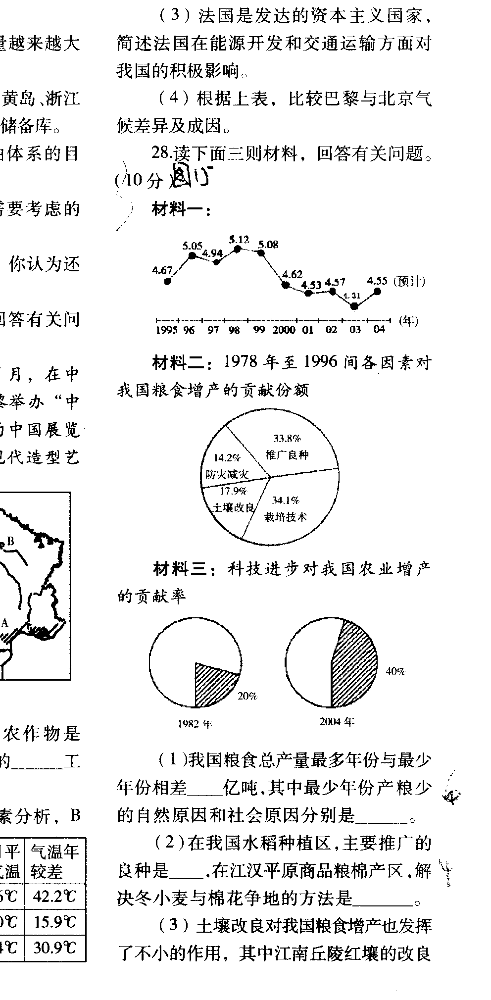 量越来越大
黄岛、浙江
储备库。
油体系的目
需要考虑的
你认为还
回答有关问
月，在中
黎举办“中
为中国展览
现代造型艺
B
A
农作物是
的______工
素分析，B
平 气温年
气温 较差
6℃ 42.2℃
0℃ 15.9℃
4℃ 30.9℃
（3）法国是发达的资本主义国家，
简述法国在能源开发和交通运输方面对
我国的积极影响。
（4）根据上表，比较巴黎与北京气
候差异及成因。
28.读下面三则材料，回答有关问题。
（10分）图15
材料一：
4.67 5.05 4.94 5.12 5.08 4.62 4.53 4.57 4.31 4.55 (预计)
1995 96 97 98 99 2000 01 02 03 04 (年)
材料二：1978年至1996间各因素对
我国粮食增产的贡献份额
33.8%
推广良种
14.2%
防灾减灾
17.9%
土壤改良
34.1%
栽培技术
材料三：科技进步对我国农业增产
的贡献率
20%
40%
1982年
2004年
（1）我国粮食总产量最多年份与最少
年份相差____亿吨,其中最少年份产粮少
的自然原因和社会原因分别是______。
（2）在我国水稻种植区,主要推广的
良种是____,在江汉平原商品粮棉产区,解
决冬小麦与棉花争地的方法是_______。
（3）土壤改良对我国粮食增产也发挥
了不小的作用，其中江南丘陵红壤的改良